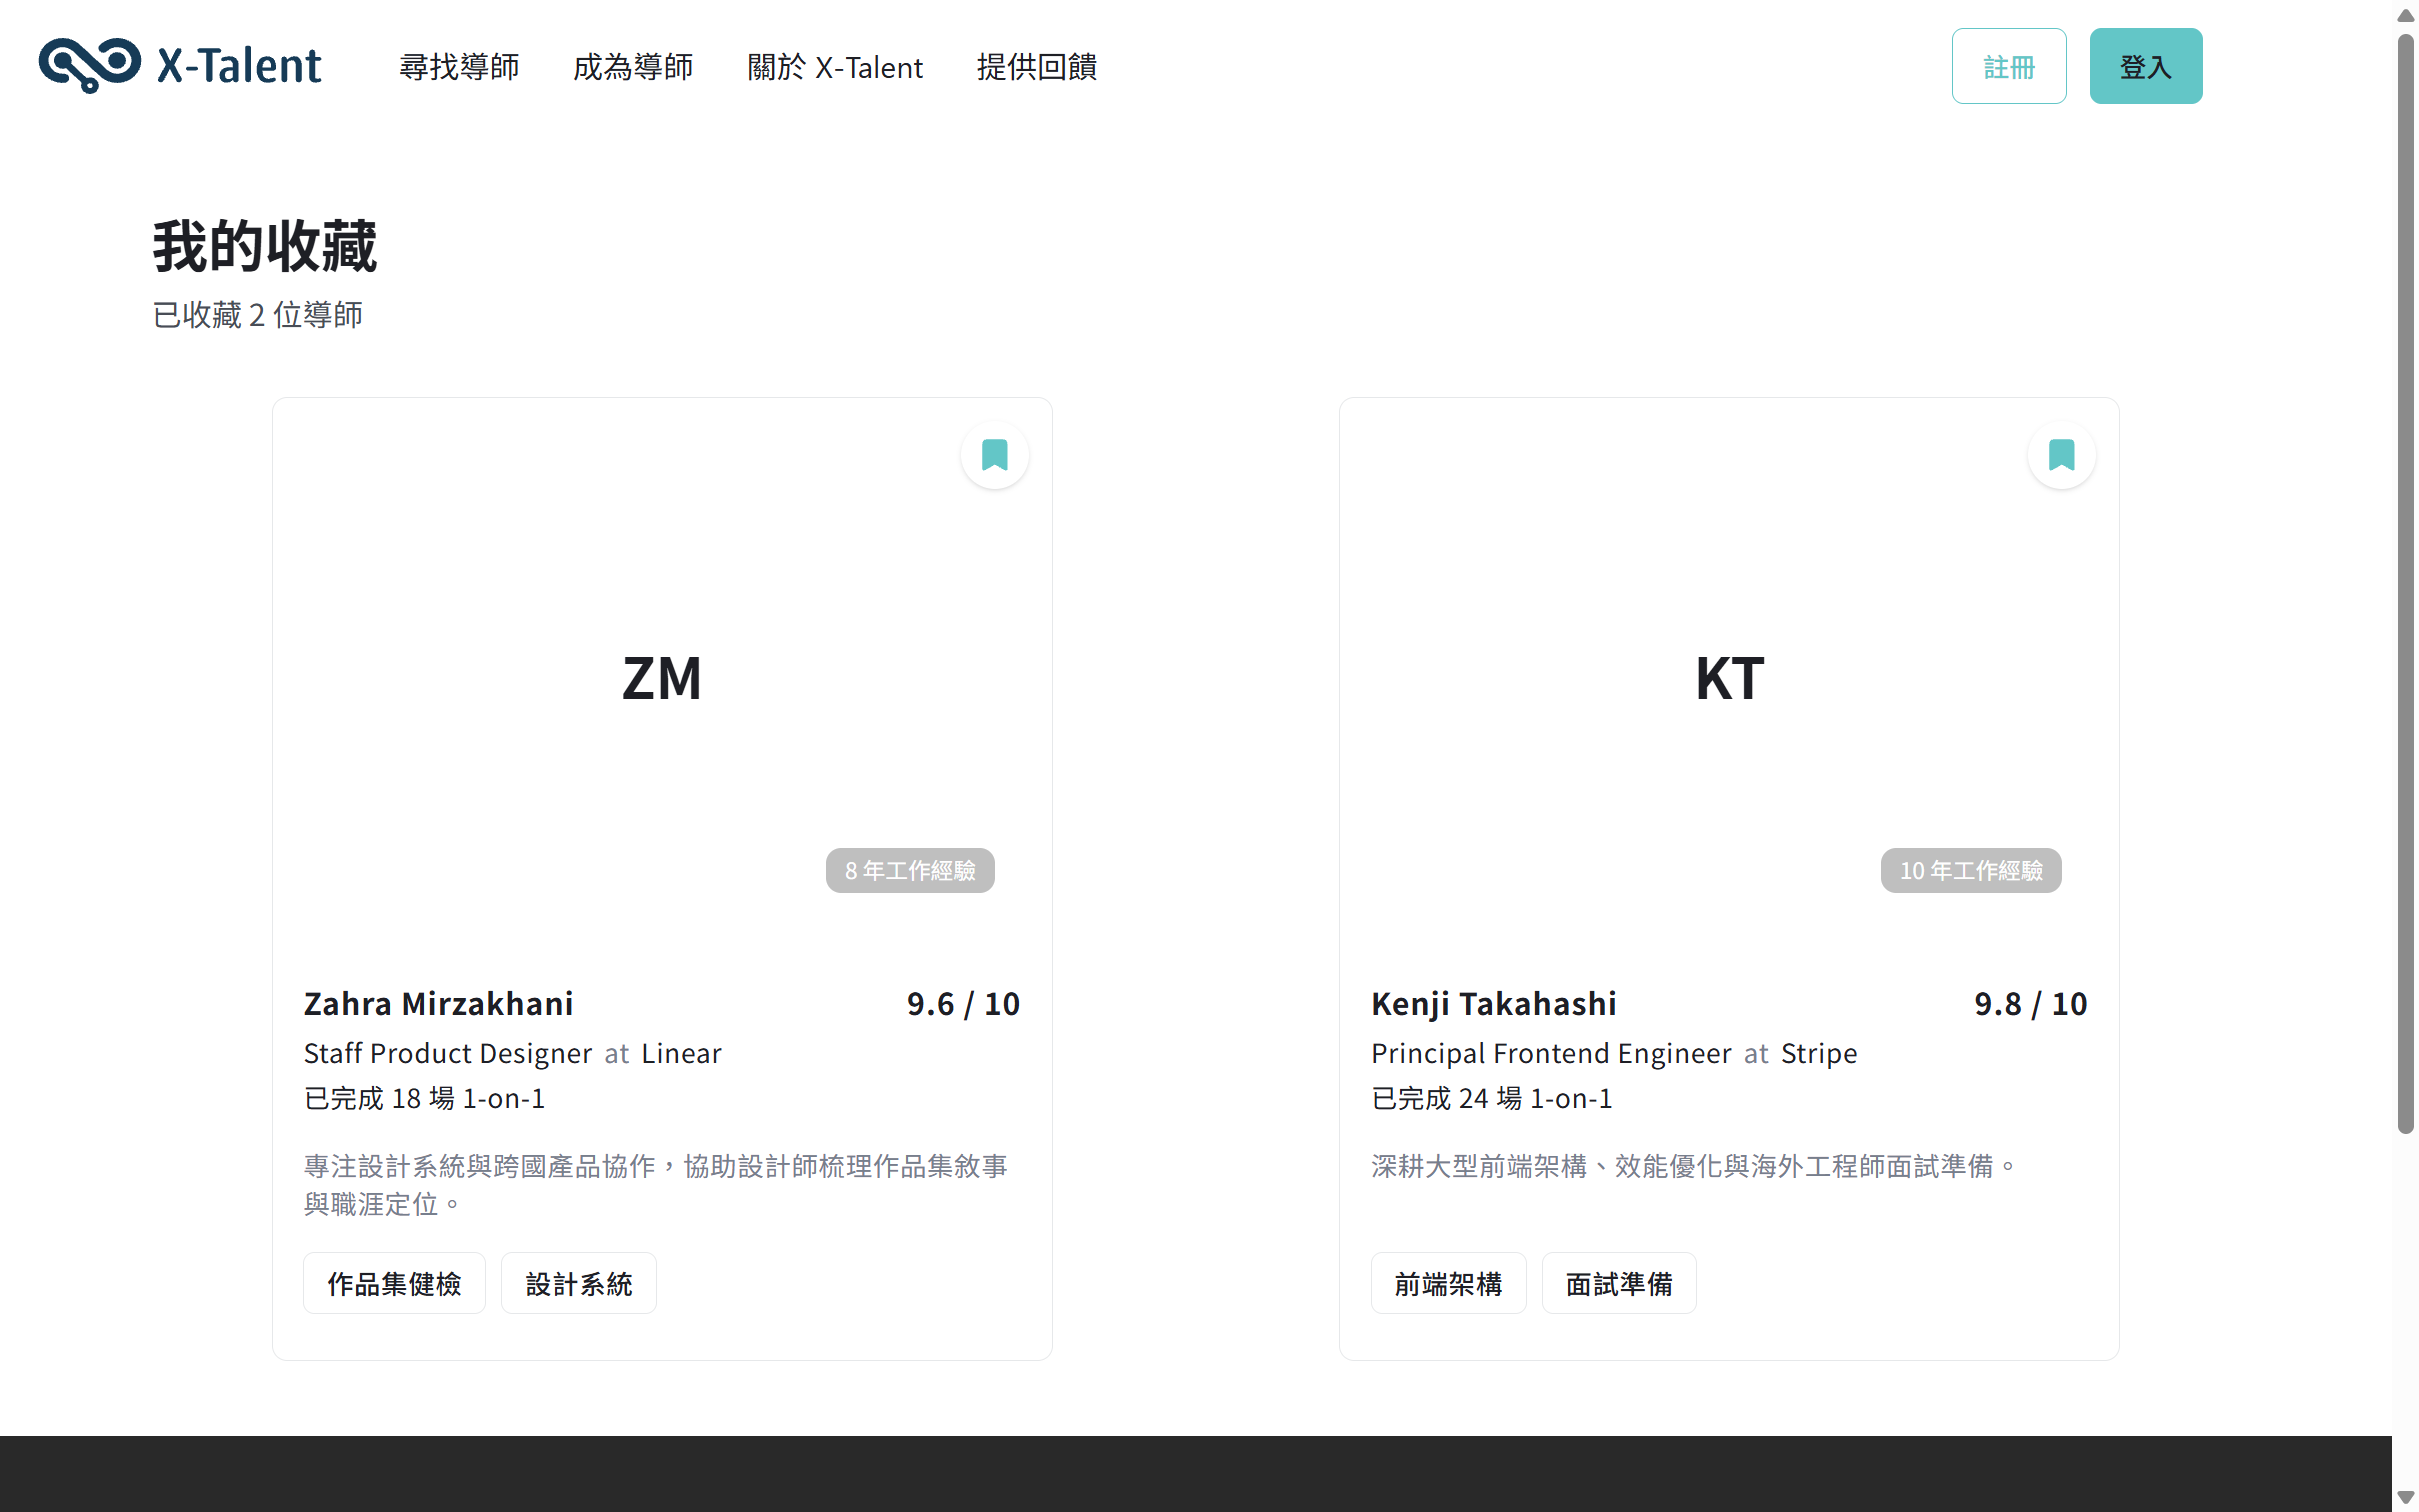 X-Talent
尋找導師
成為導師
關於 X-Talent
提供回饋
註冊
登入
我的收藏
已收藏 2 位導師
ZM
8 年工作經驗
Zahra Mirzakhani
9.6 / 10
Staff Product Designer at Linear
已完成 18 場 1-on-1
專注設計系統與跨國產品協作，協助設計師梳理作品集敘事
與職涯定位。
作品集健檢
設計系統
KT
10 年工作經驗
Kenji Takahashi
9.8 / 10
Principal Frontend Engineer at Stripe
已完成 24 場 1-on-1
深耕大型前端架構、效能優化與海外工程師面試準備。
前端架構
面試準備